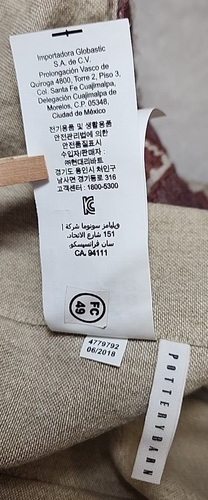 Importadora Globastic
S.A. de C.V.
Prolongación Vasco de
Quiroga 4800, Torre 2, Piso 3,
Col. Santa Fe Cuajimalpa,
Delegación Cuajimalpa de
Morelos, C.P. 05348,
Ciudad de México
전기용품 및 생활용품
안전관리법에 의한
안전품질표시
수입자/판매자 :
㈜현대리바트
경기도 용인시 처인구
남사면 경기동로 316
고객센터 : 1800-5300
ويليامز سونوما شركة ا
151 شارع الاتحاد.
سان فرانسيسكو،
CA. 94111
FC
49
4779792
06/2018
POTTERYBARN